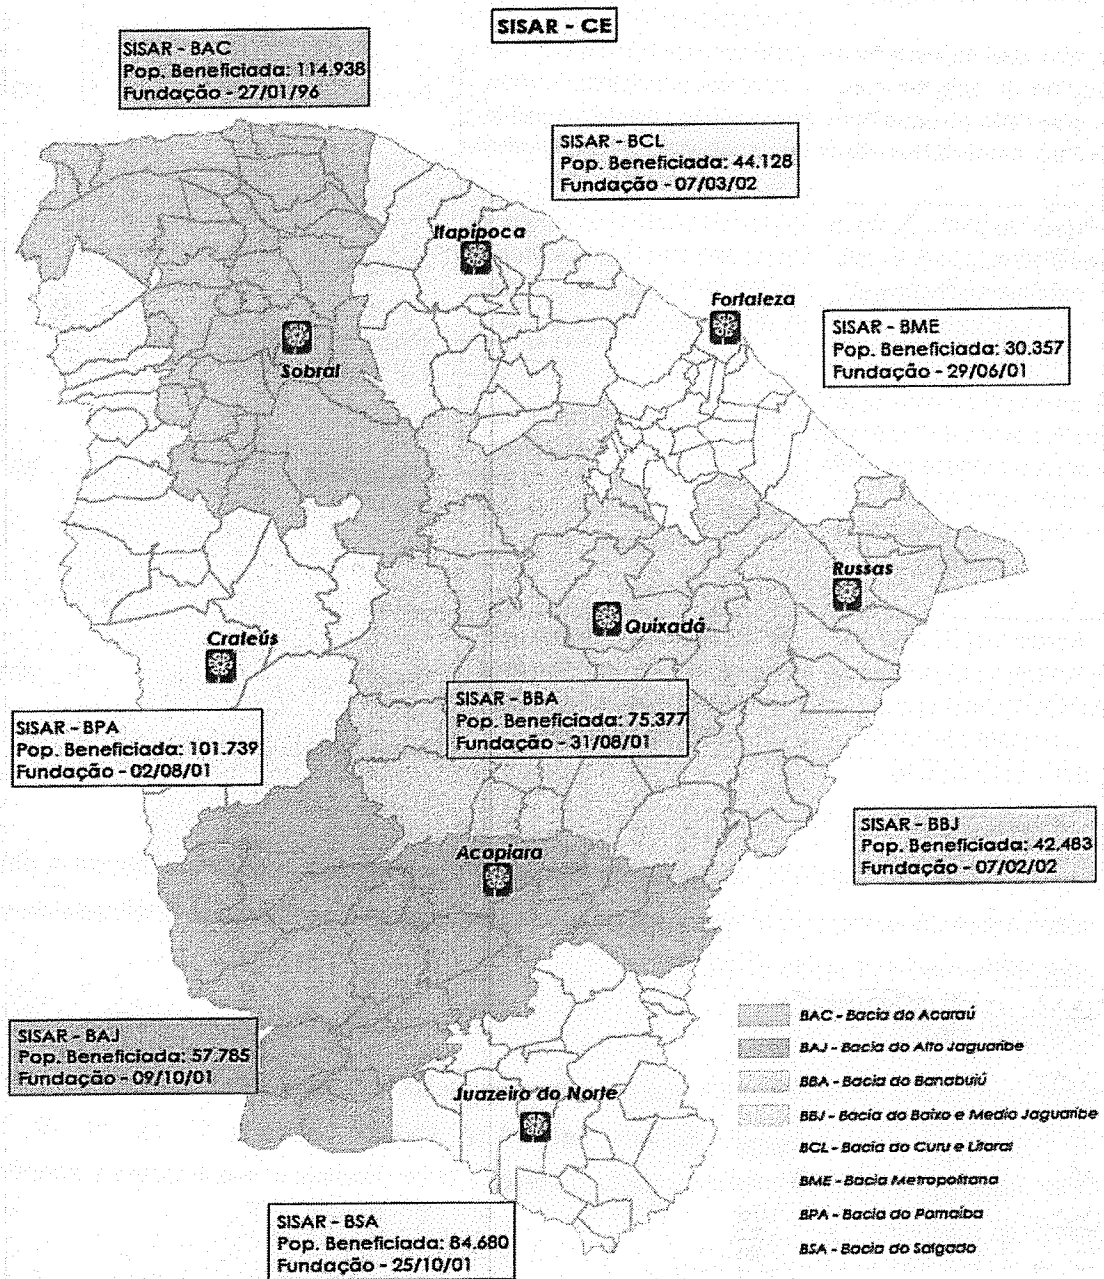 SISAR - CE
SISAR - BAC
Pop. Beneficiada: 114.938
Fundação - 27/01/96
SISAR - BCL
Pop. Beneficiada: 44.128
Fundação - 07/03/02
Itapipoca
Fortaleza
SISAR - BME
Pop. Beneficiada: 30.357
Fundação - 29/06/01
Sobral
Russas
Quixadá
Crateús
SISAR - BBA
Pop. Beneficiada: 75.377
Fundação - 31/08/01
SISAR - BPA
Pop. Beneficiada: 101.739
Fundação - 02/08/01
SISAR - BBJ
Pop. Beneficiada: 42.483
Fundação - 07/02/02
Acopiara
SISAR - BAJ
Pop. Beneficiada: 57.785
Fundação - 09/10/01
Juazeiro do Norte
SISAR - BSA
Pop. Beneficiada: 84.680
Fundação - 25/10/01
BAC - Bacia do Acaraú
BAJ - Bacia do Alto Jaguaribe
BBA - Bacia do Banabuiú
BBJ - Bacia do Baixo e Medio Jaguaribe
BCL - Bacia do Curu e Litoral
BME - Bacia Metropolitana
BPA - Bacia do Parnaíba
BSA - Bacia do Salgado